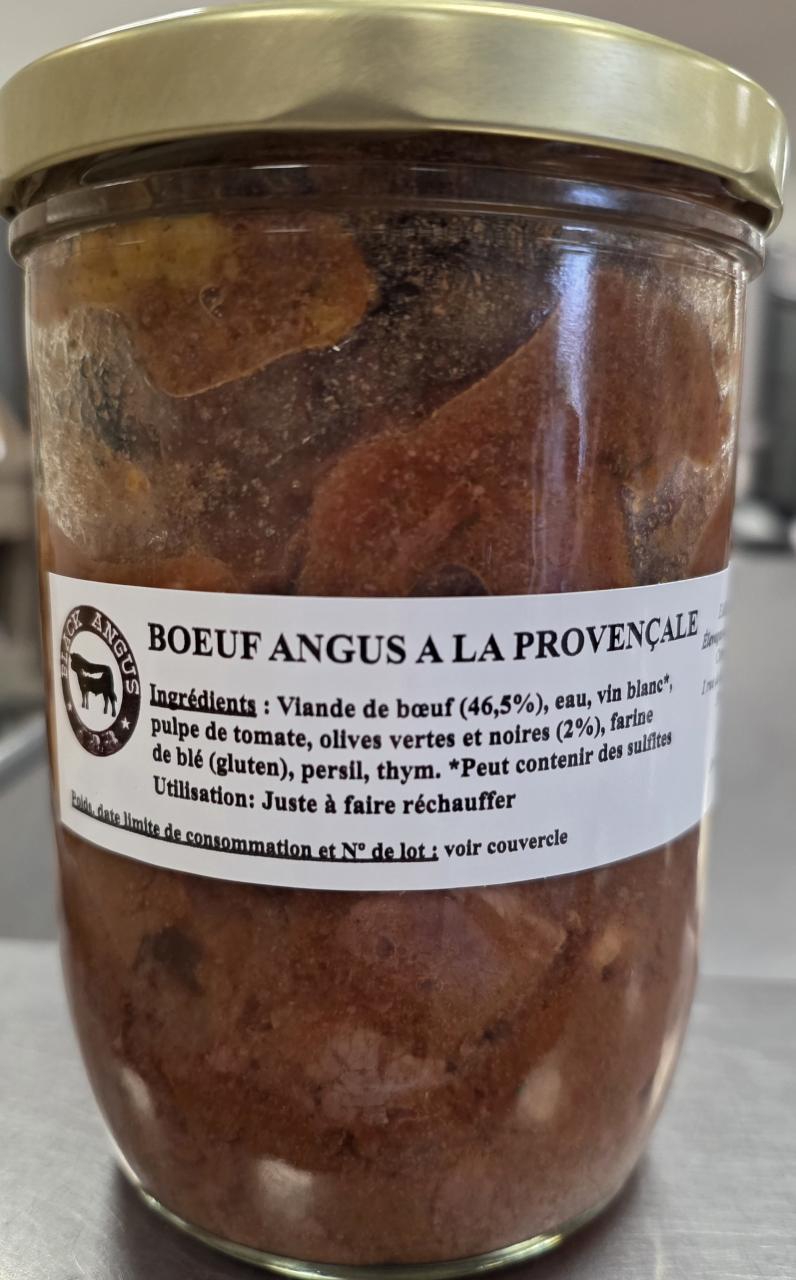 BLACK ANGUS
BOEUF ANGUS A LA PROVENÇALE
Ingrédients : Viande de bœuf (46,5%), eau, vin blanc*,
pulpe de tomate, olives vertes et noires (2%), farine
de blé (gluten), persil, thym. *Peut contenir des sulfites
Utilisation: Juste à faire réchauffer
Poids, date limite de consommation et N° de lot : voir couvercle